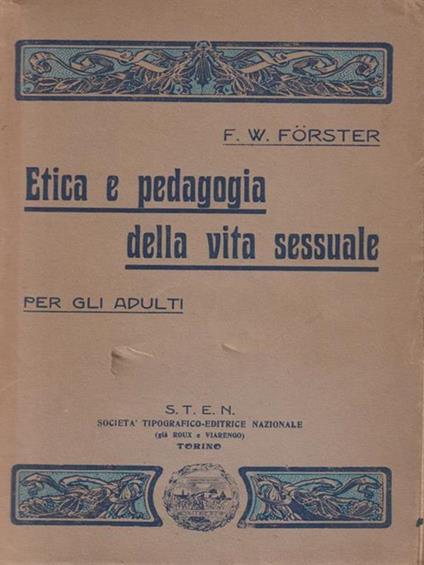 F. W. FÖRSTER
Etica e pedagogia
della vita sessuale
PER GLI ADULTI
S. T. E. N.
SOCIETA' TIPOGRAFICO-EDITRICE NAZIONALE
(già ROUX e VIARENGO)
TORINO